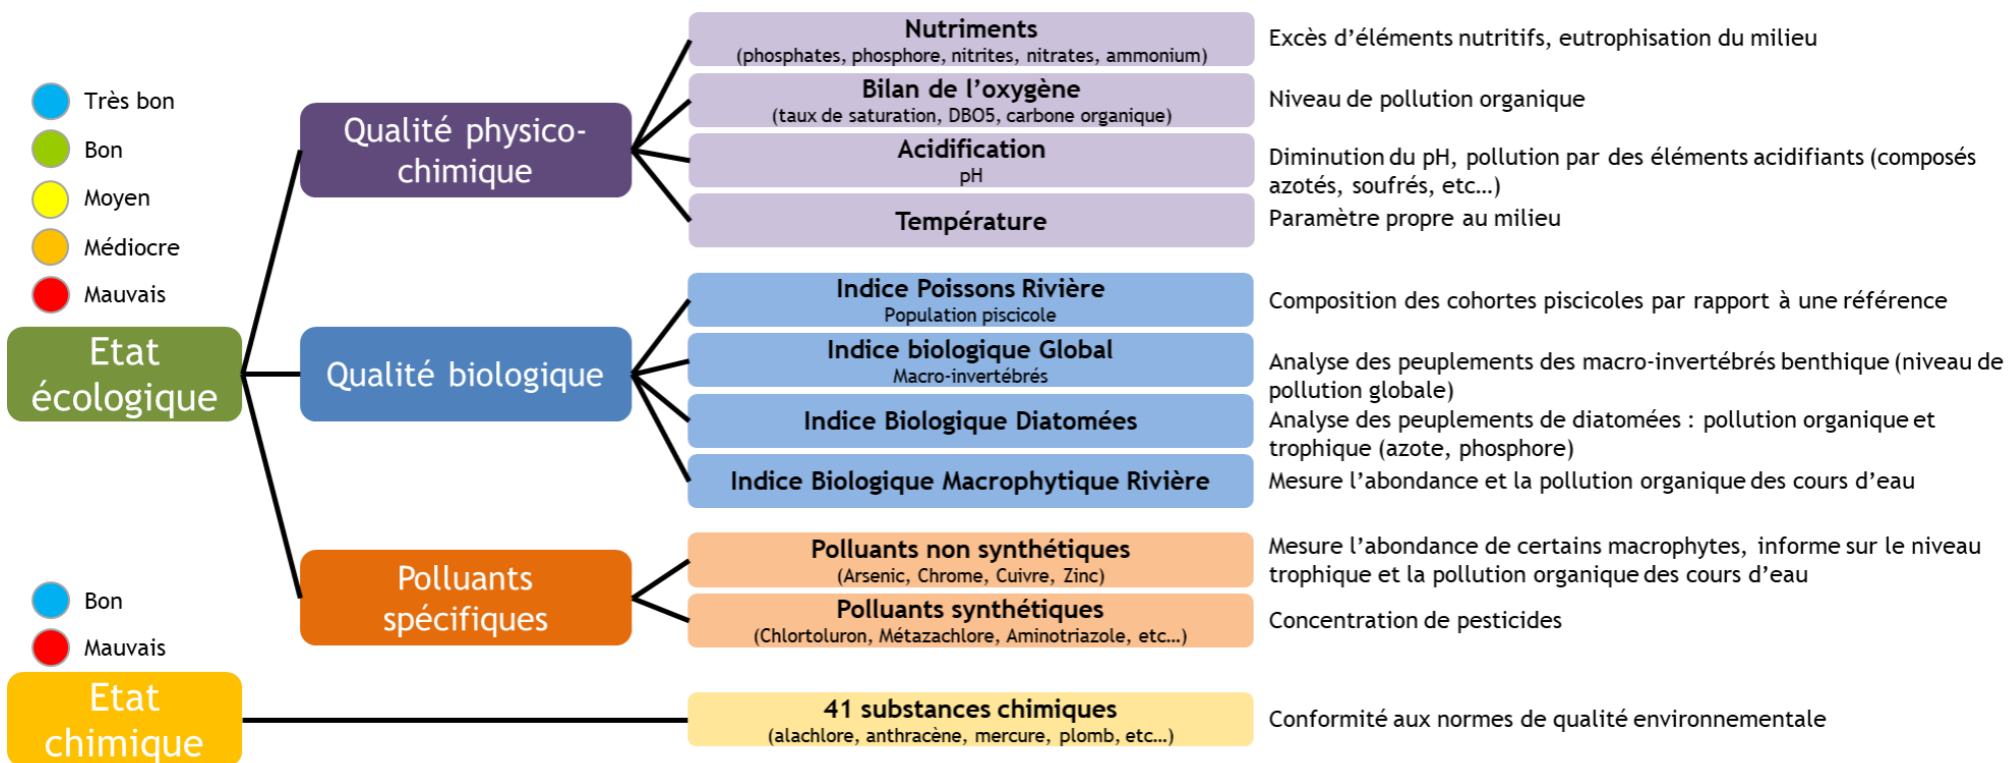 Très bon
Bon
Moyen
Médiocre
Mauvais
Etat
écologique
Qualité physico-
chimique
Nutriments
(phosphates, phosphore, nitrites, nitrates, ammonium)
Excès d’éléments nutritifs, eutrophisation du milieu
Bilan de l’oxygène
(taux de saturation, DBO5, carbone organique)
Niveau de pollution organique
Acidification
pH
Diminution du pH, pollution par des éléments acidifiants (composés
azotés, soufrés, etc…)
Température
Paramètre propre au milieu
Qualité biologique
Indice Poissons Rivière
Population piscicole
Composition des cohortes piscicoles par rapport à une référence
Indice biologique Global
Macro-invertébrés
Analyse des peuplements des macro-invertébrés benthique (niveau de
pollution globale)
Indice Biologique Diatomées
Analyse des peuplements de diatomées : pollution organique et
trophique (azote, phosphore)
Indice Biologique Macrophytique Rivière
Mesure l’abondance et la pollution organique des cours d’eau
Polluants
spécifiques
Polluants non synthétiques
(Arsenic, Chrome, Cuivre, Zinc)
Mesure l’abondance de certains macrophytes, informe sur le niveau
trophique et la pollution organique des cours d’eau
Polluants synthétiques
(Chlortoluron, Métazachlore, Aminotriazole, etc…)
Concentration de pesticides
Bon
Mauvais
Etat
chimique
41 substances chimiques
(alachlore, anthracène, mercure, plomb, etc…)
Conformité aux normes de qualité environnementale